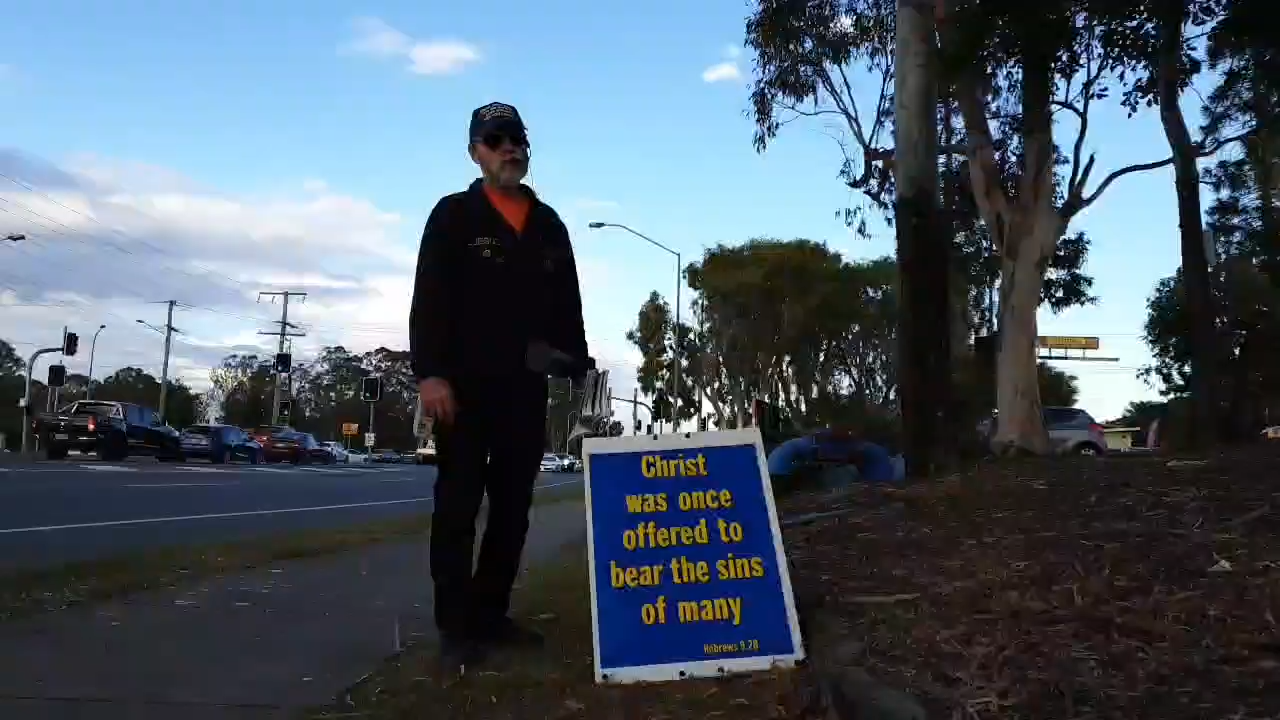 Christ
was once
offered to
bear the sins
of many
Hebrews 9.28